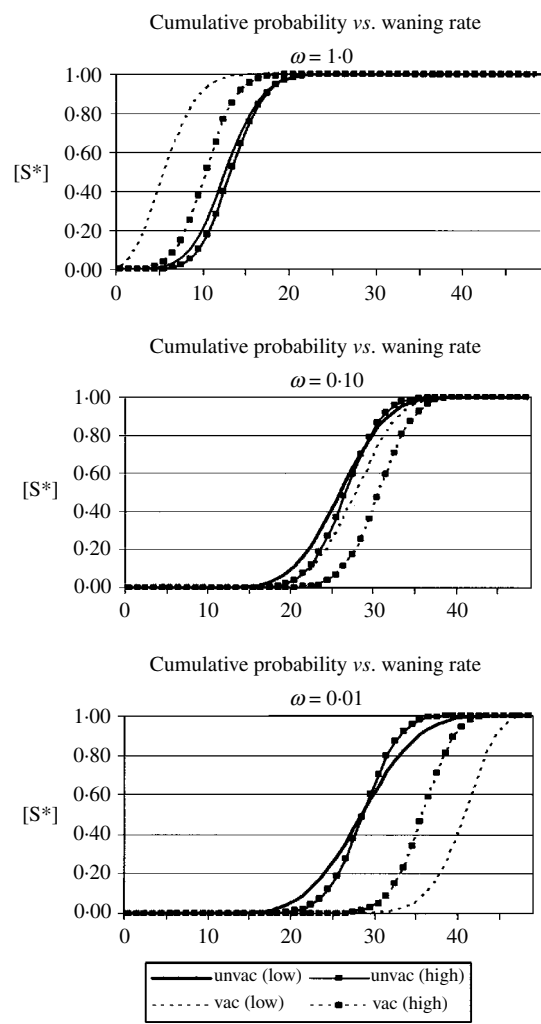 Cumulative probability vs. waning rate
ω = 1·0
1·00
0·80
0·60
[S*]
0·40
0·20
0·00
0 10 20 30 40
Cumulative probability vs. waning rate
ω = 0·10
1·00
0·80
0·60
[S*]
0·40
0·20
0·00
0 10 20 30 40
Cumulative probability vs. waning rate
ω = 0·01
1·00
0·80
0·60
[S*]
0·40
0·20
0·00
0 10 20 30 40
unvac (low) unvac (high)
vac (low) vac (high)